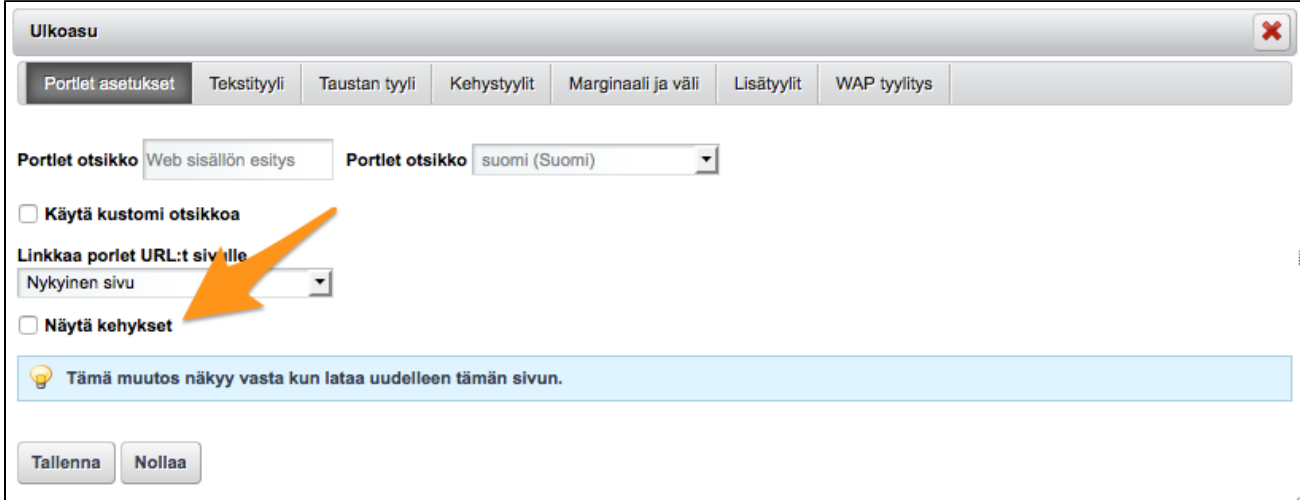 Ulkoasu
Portlet asetukset Tekstityyli Taustan tyyli Kehystyylit Marginaali ja väli Lisätyylit WAP tyylitys
Portlet otsikko Web sisällön esitys Portlet otsikko suomi (Suomi)
Käytä kustomi otsikkoa
Linkkaa porlet URL:t sivulle
Nykyinen sivu
Näytä kehykset
Tämä muutos näkyy vasta kun lataa uudelleen tämän sivun.
Tallenna Nollaa